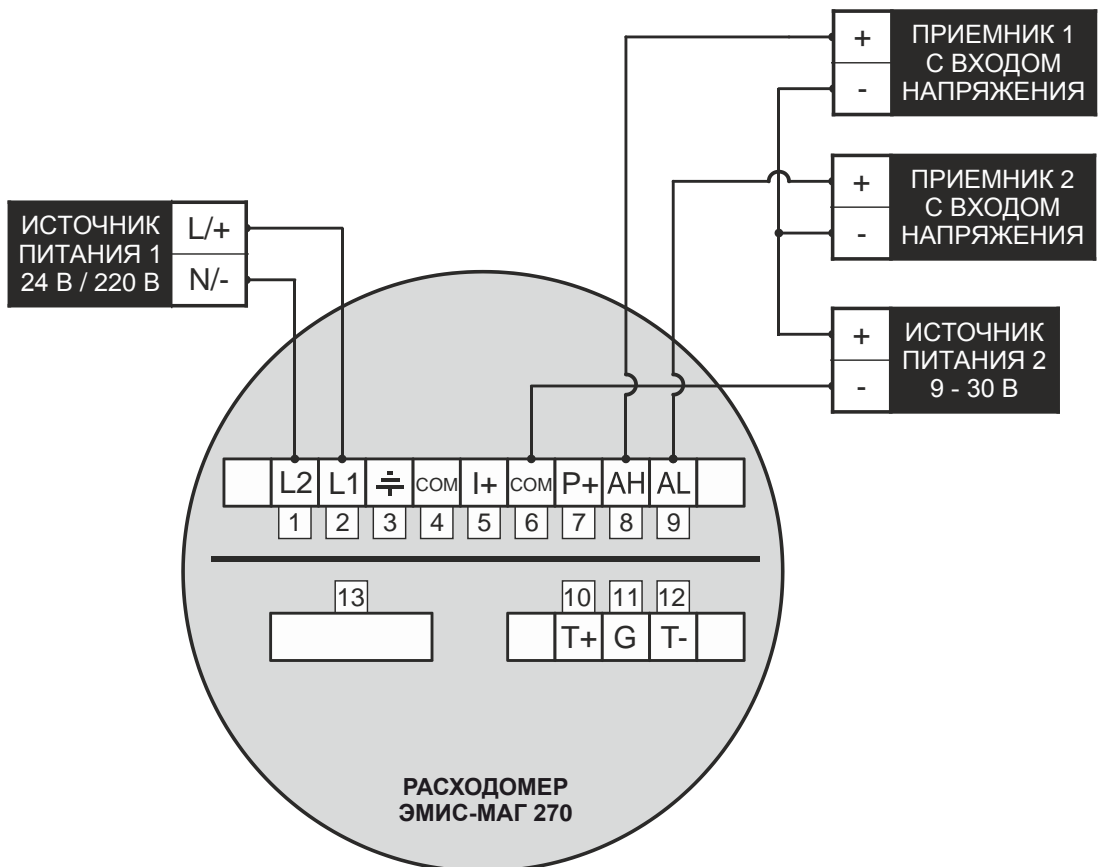 +
-
ПРИЕМНИК 1
С ВХОДОМ
НАПРЯЖЕНИЯ
+
-
ПРИЕМНИК 2
С ВХОДОМ
НАПРЯЖЕНИЯ
ИСТОЧНИК
ПИТАНИЯ 1
24 В / 220 В
L/+
N/-
+
-
ИСТОЧНИК
ПИТАНИЯ 2
9 - 30 В
L2 L1 COM I+ COM P+ AH AL
1 2 3 4 5 6 7 8 9
13
10 11 12
T+ G T-
РАСХОДОМЕР
ЭМИС-МАГ 270